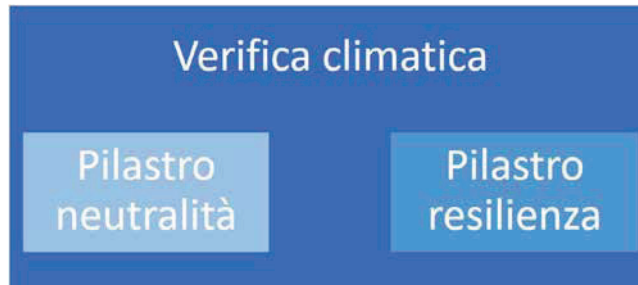 Verifica climatica
Pilastro
neutralità
Pilastro
resilienza